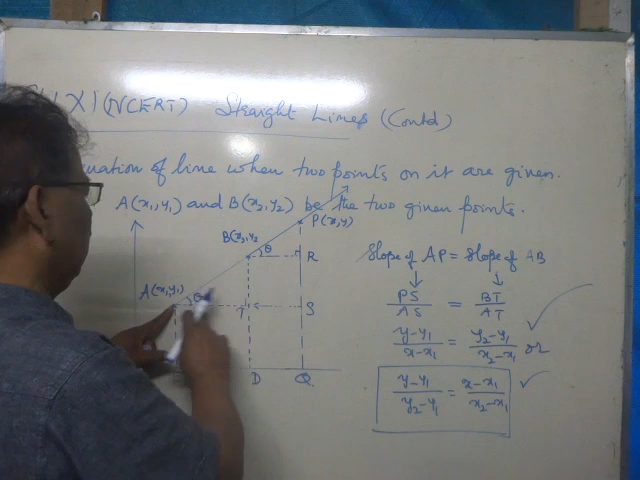 XI (NCERT) Straight Lines (Contd)
uation of line when two points on it are given.
A(x₁,y₁) and B(x₂,y₂) be the two given points.
P(x,y)
B(x₂,y₂
θ
R
A(x₁,y₁)
θ
T
S
D
Q
Slope of AP = Slope of AB
↓ ↓
PS/AS = BT/AT
y-y₁/x-x₁ = y₂-y₁/x₂-x₁ or
y-y₁/y₂-y₁ = x-x₁/x₂-x₁